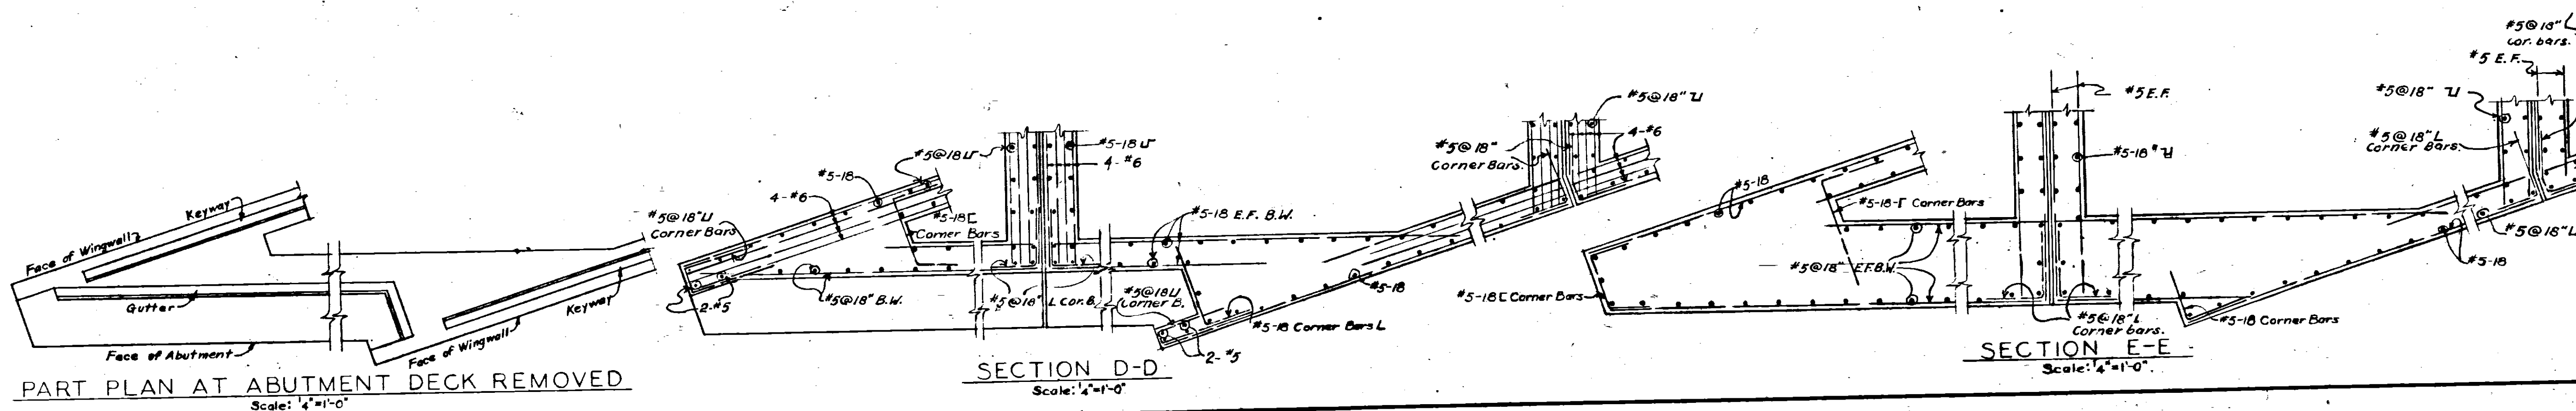 Keyway
Face of Wingwall
Gutter
Face of Abutment
Face of Wingwall
Keyway
PART PLAN AT ABUTMENT DECK REMOVED
Scale: ¼"=1'-0"
#5@18"U
Corner Bars
4-#6
#5-18
#5@18U
#5-18[
Corner Bars
#5-18 U
4-#6
#5-18 E.F. B.W.
2-#5
#5@18" B.W.
#5@18" L Cor. B.
#5@18U
Corner B.
#5-18 Corner Bars L
2-#5
#5-18
#5@18"
Corner Bars.
#5@18" U
4-#6
SECTION D-D
Scale: ¼"=1'-0"
#5-18
#5-18-[ Corner Bars
#5 E.F.
#5-18" U
#5@18" E.F.B.W.
#5-18[ Corner Bars
#5@18" L
Corner bars.
#5-18 Corner Bars
#5@18" L
Cor. bars.
#5 E.F.
#5@18" U
#5@18" L
Corner Bars.
#5@18" L
#5-18
SECTION E-E
Scale: ¼"=1'-0".